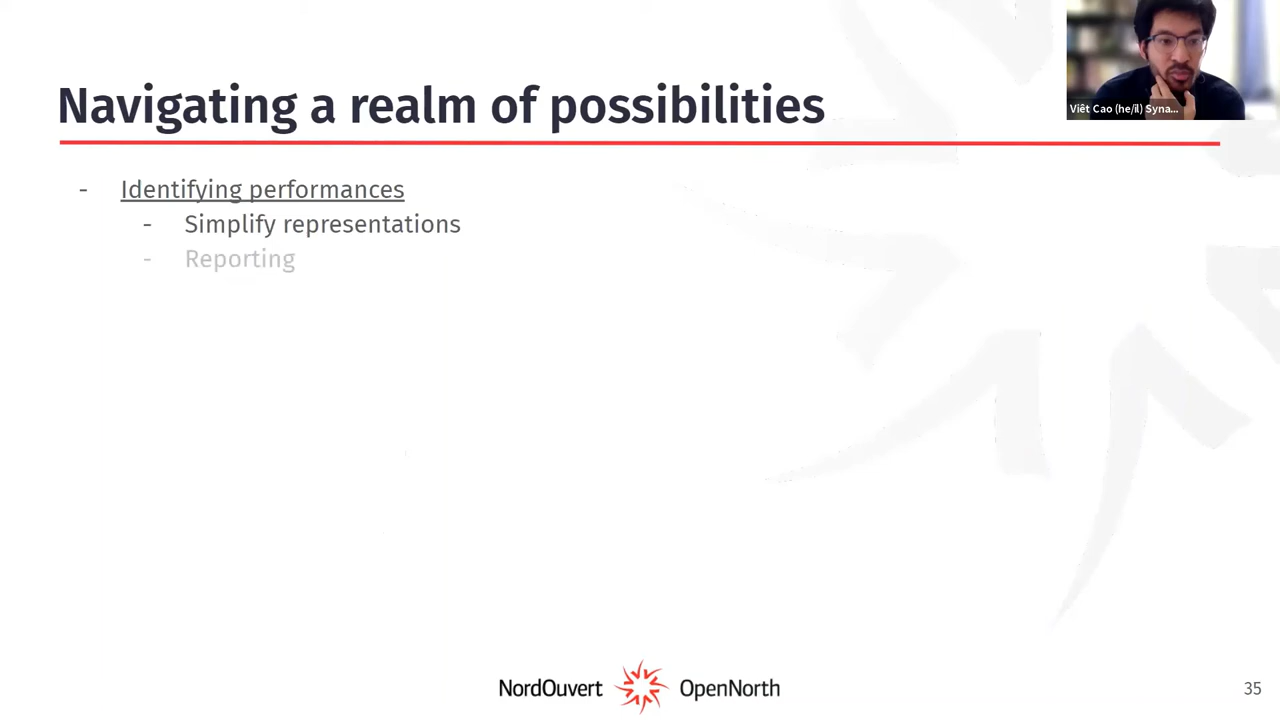 Navigating a realm of possibilities
Viêt Cao (he/il) Syna...
- Identifying performances
- Simplify representations
- Reporting
NordOuvert OpenNorth
35